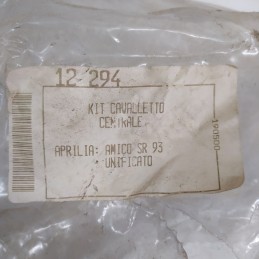 12-294
KIT CAVALLETTO
CENTRALE.
APRILIA: AMICO SR 93
UNIFICATO